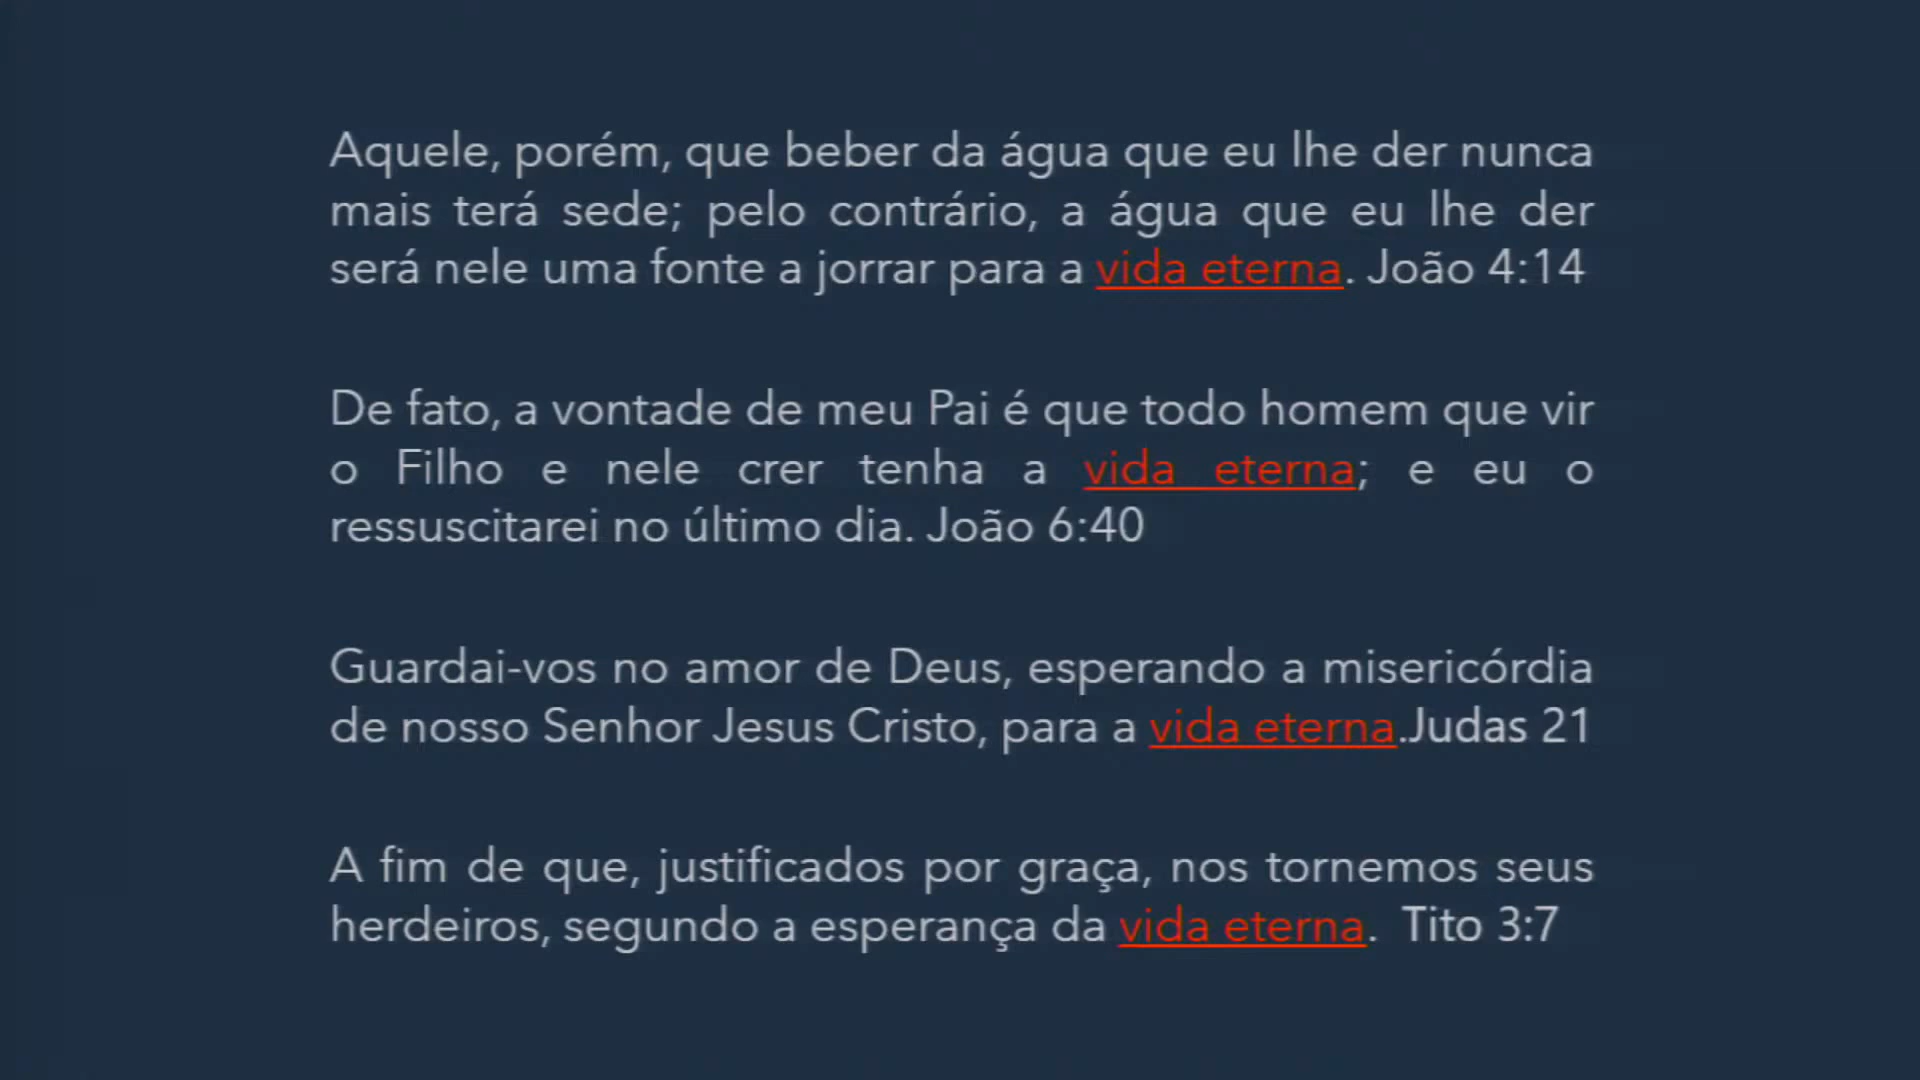 Aquele, porém, que beber da água que eu lhe der nunca
mais terá sede; pelo contrário, a água que eu lhe der
será nele uma fonte a jorrar para a vida eterna. João 4:14
De fato, a vontade de meu Pai é que todo homem que vir
o Filho e nele crer tenha a vida eterna; e eu o
ressuscitarei no último dia. João 6:40
Guardai-vos no amor de Deus, esperando a misericórdia
de nosso Senhor Jesus Cristo, para a vida eterna.Judas 21
A fim de que, justificados por graça, nos tornemos seus
herdeiros, segundo a esperança da vida eterna.  Tito 3:7